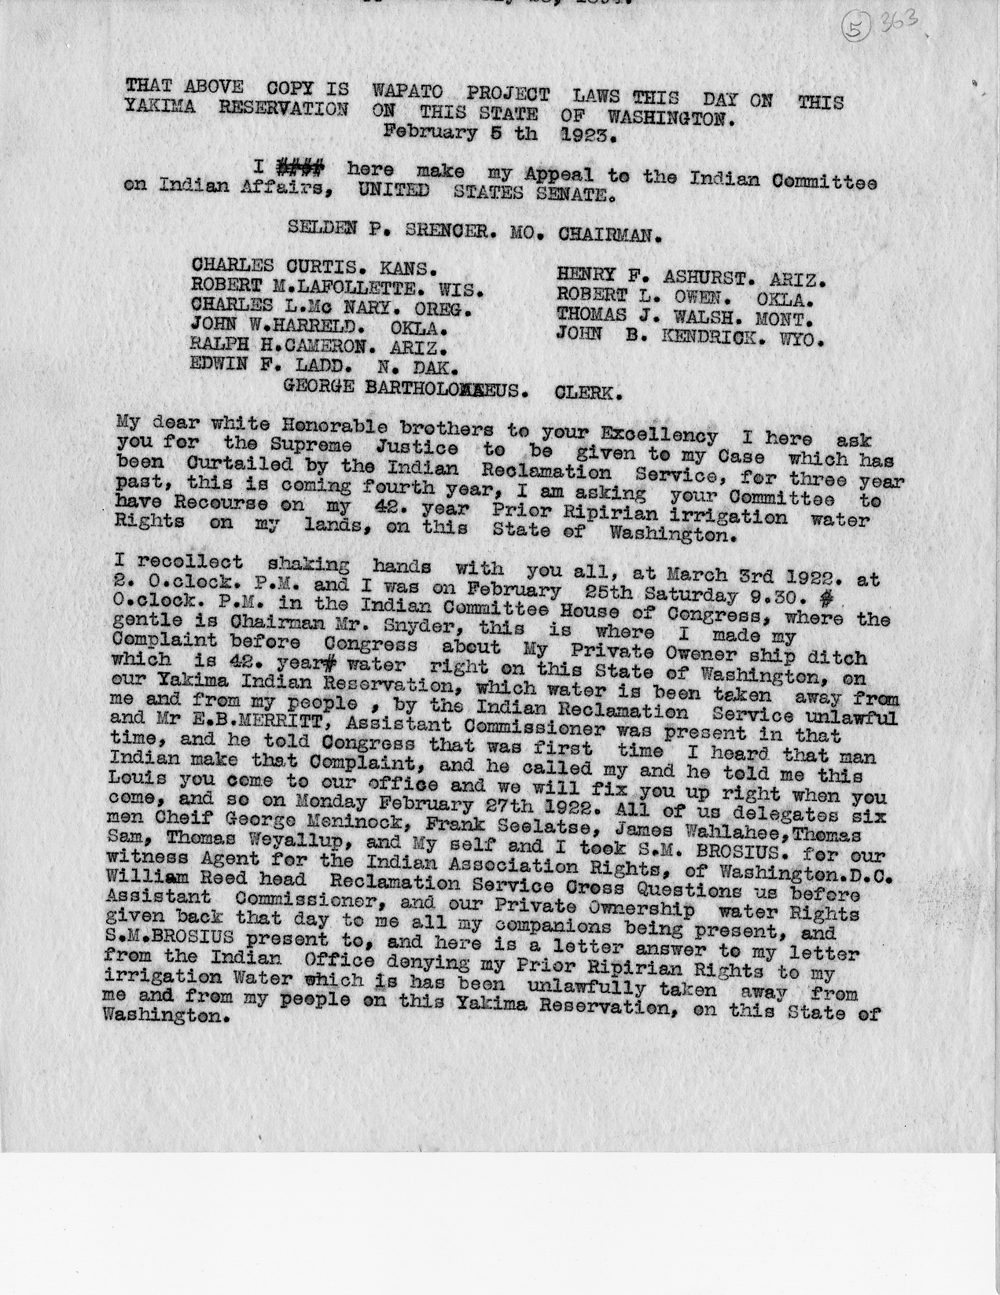 5 363
THAT ABOVE COPY IS WAPATO PROJECT LAWS THIS DAY ON THIS
YAKIMA RESERVATION ON THIS STATE OF WASHINGTON.
February 5 th 1923.
I #### here make my Appeal to the Indian Committee
on Indian Affairs, UNITED STATES SENATE.
SELDEN P. SRENCER. MO. CHAIRMAN.
CHARLES CURTIS. KANS.
ROBERT M.LAFOLLETTE. WIS.
CHARLES L.Mc NARY. OREG.
JOHN W.HARRELD. OKLA.
RALPH H.CAMERON. ARIZ.
EDWIN F. LADD. N. DAK.
HENRY F. ASHURST. ARIZ.
ROBERT L. OWEN. OKLA.
THOMAS J. WALSH. MONT.
JOHN B. KENDRICK. WYO.
GEORGE BARTHOLOMAEUS. CLERK.
My dear white Honorable brothers to your Excellency I here ask
you for the Supreme Justice to be given to my Case which has
been Curtailed by the Indian Reclamation Service, for three year
past, this is coming fourth year, I am asking your Committee to
have Recourse on my 42. year Prior Ripirian irrigation water
Rights on my lands, on this State of Washington.
I recollect shaking hands with you all, at March 3rd 1922. at
2. O.clock. P.M. and I was on February 25th Saturday 9.30. #
O.clock. P.M. in the Indian Committee House of Congress, where the
gentle is Chairman Mr. Snyder, this is where I made my
Complaint before Congress about My Private Owener ship ditch
which is 42. year# water right on this State of Washington, on
our Yakima Indian Reservation, which water is been taken away from
me and from my people , by the Indian Reclamation Service unlawful
and Mr E.B.MERRITT, Assistant Commissioner was present in that
time, and he told Congress that was first time I heard that man
Indian make that Complaint, and he called my and he told me this
Louis you come to our office and we will fix you up right when you
come, and so on Monday February 27th 1922. All of us delegates six
men Cheif George Meninock, Frank Seelatse, James Wahlahee,Thomas
Sam, Thomas Weyallup, and My self and I took S.M. BROSIUS. for our
witness Agent for the Indian Association Rights, of Washington.D.C.
William Reed head Reclamation Service Cross Questions us before
Assistant Commissioner, and our Private Ownership water Rights
given back that day to me all my companions being present, and
S.M.BROSIUS present to, and here is a letter answer to my letter
from the Indian Office denying my Prior Ripirian Rights to my
irrigation Water which is has been unlawfully taken away from
me and from my people on this Yakima Reservation, on this State of
Washington.